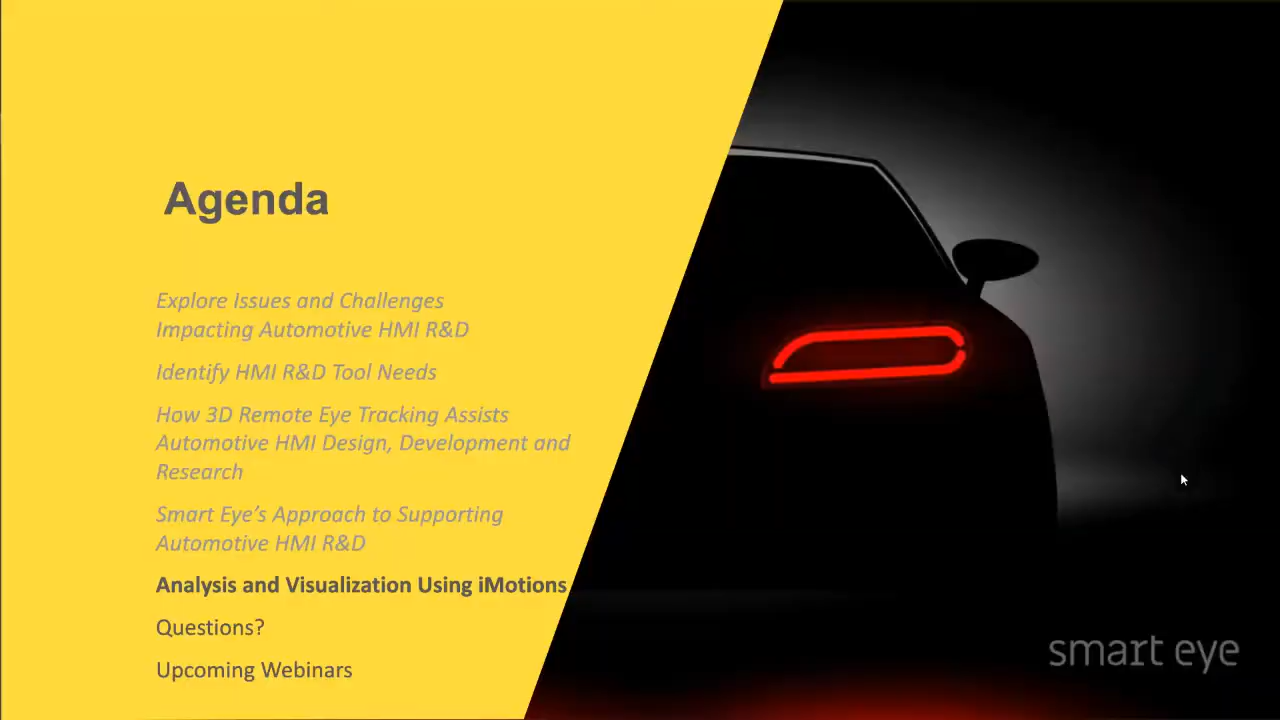 Agenda
Explore Issues and Challenges
Impacting Automotive HMI R&D
Identify HMI R&D Tool Needs
How 3D Remote Eye Tracking Assists
Automotive HMI Design, Development and
Research
Smart Eye’s Approach to Supporting
Automotive HMI R&D
Analysis and Visualization Using iMotions
Questions?
Upcoming Webinars
smart eye